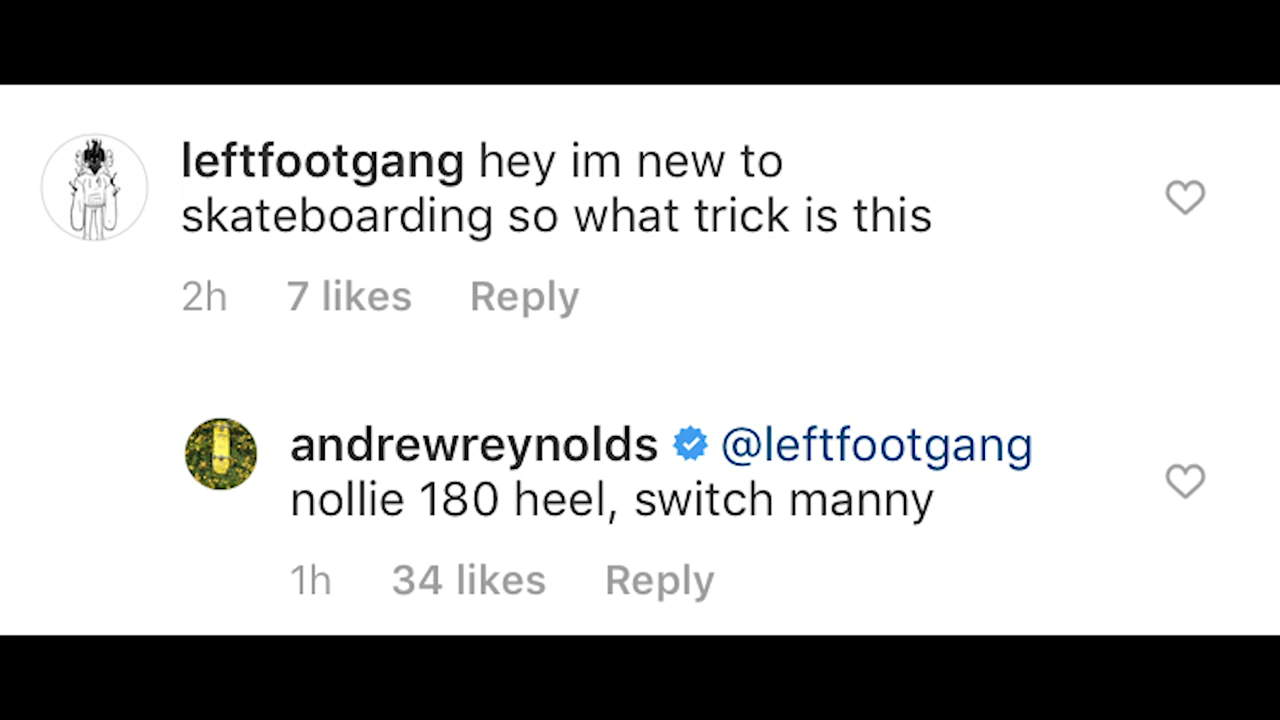 leftfootgang hey im new to
skateboarding so what trick is this
2h 7 likes Reply
andrewreynolds @leftfootgang
nollie 180 heel, switch manny
1h 34 likes Reply